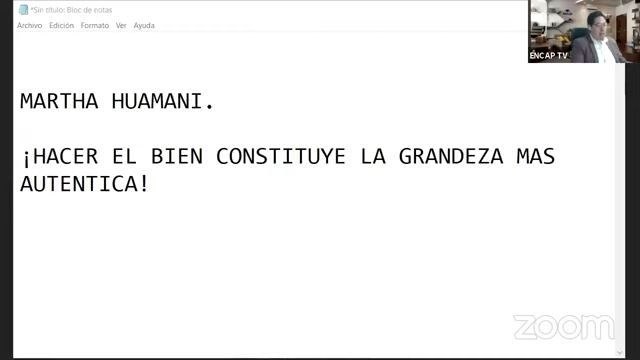 *Sin título: Bloc de notas
Archivo Edición Formato Ver Ayuda
ENCAP TV
MARTHA HUAMANI.
¡HACER EL BIEN CONSTITUYE LA GRANDEZA MAS
AUTENTICA!
zoom